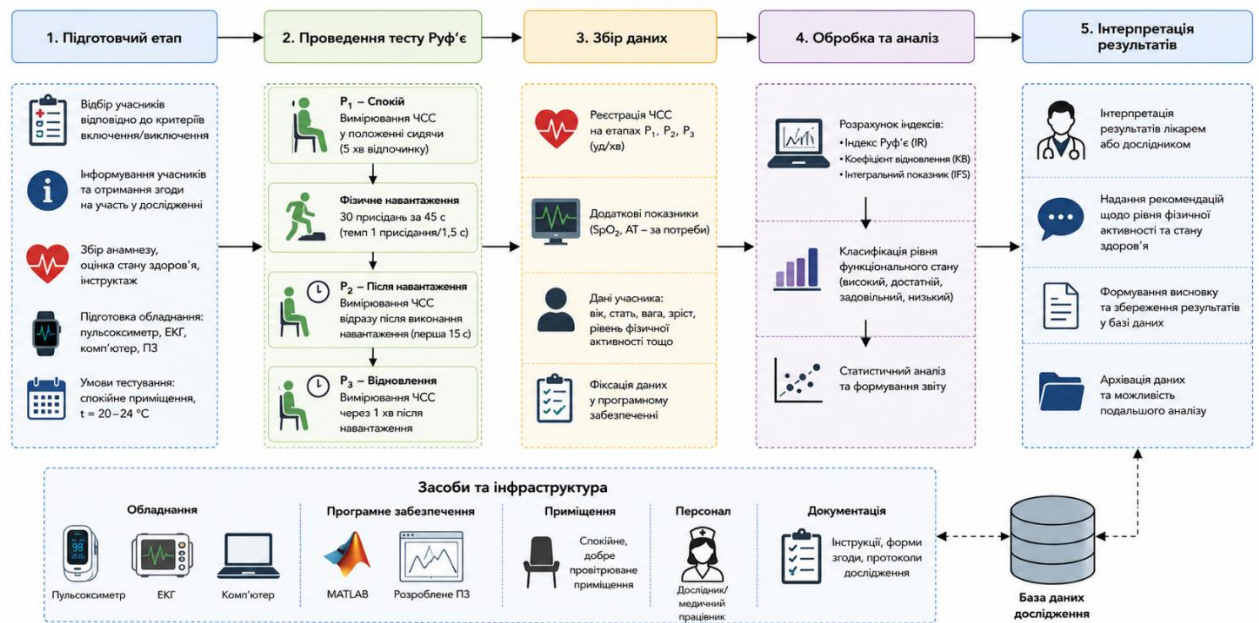 1. Підготовчий етап
2. Проведення тесту Руф'є
3. Збір даних
4. Обробка та аналіз
5. Інтерпретація
результатів
Відбір учасників
відповідно до критеріїв
включення/виключення
Інформування учасників
та отримання згоди
на участь у дослідженні
Збір анамнезу,
оцінка стану здоров'я,
інструктаж
Підготовка обладнання:
пульсоксиметр, ЕКГ,
комп'ютер, ПЗ
Умови тестування:
спокійне приміщення,
t = 20–24 °C
P₁ – Спокій
Вимірювання ЧСС
у положенні сидячи
(5 хв відпочинку)
Фізичне навантаження
30 присідань за 45 с
(темп 1 присідання/1,5 с)
P₂ – Після навантаження
Вимірювання ЧСС
відразу після виконання
навантаження (перша 15 с)
P₃ – Відновлення
Вимірювання ЧСС
через 1 хв після
навантаження
Реєстрація ЧСС
на етапах P₁, P₂, P₃
(уд/хв)
Додаткові показники
(SpO₂, АТ – за потреби)
Дані учасника:
вік, стать, вага, зріст,
рівень фізичної
активності тощо
Фіксація даних
у програмному
забезпеченні
Розрахунок індексів:
• Індекс Руф'є (IR)
• Коефіцієнт відновлення (КВ)
• Інтегральний показник (IFS)
Класифікація рівня
функціонального стану
(високий, достатній,
задовільний, низький)
Статистичний аналіз
та формування звіту
Інтерпретація
результатів лікарем
або дослідником
Надання рекомендацій
щодо рівня фізичної
активності та стану
здоров'я
Формування висновку
та збереження результатів
у базі даних
Архівація даних
та можливість
подальшого аналізу
Засоби та інфраструктура
Обладнання
98
Пульсоксиметр
ЕКГ
Комп'ютер
Програмне забезпечення
MATLAB
Розроблене ПЗ
Приміщення
Спокійне,
добре
провітрюване
приміщення
Персонал
Дослідник/
медичний
працівник
Документація
Інструкції, форми
згоди, протоколи
дослідження
База даних
дослідження